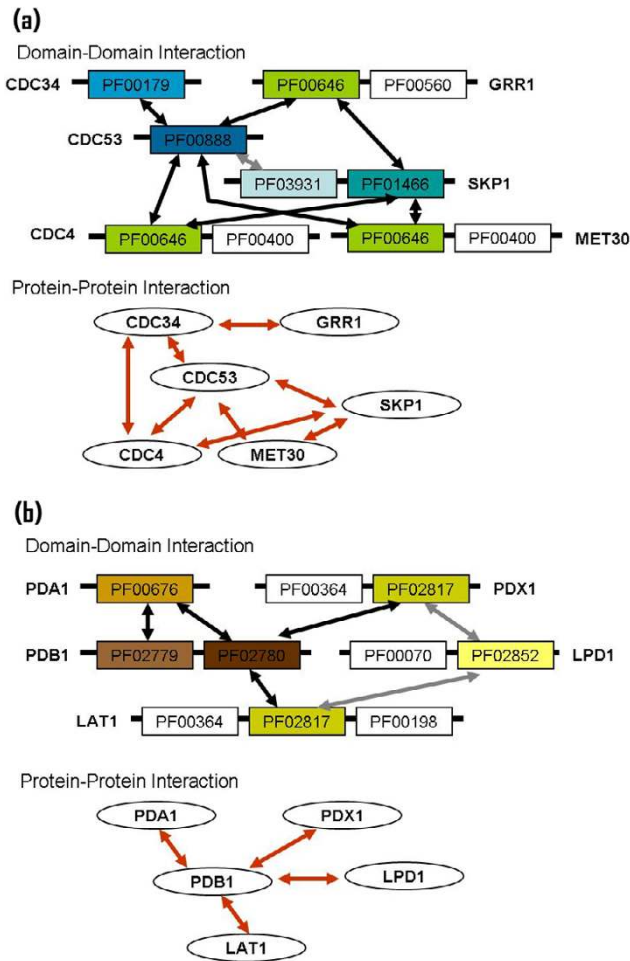 (a)
Domain-Domain Interaction
CDC34 PF00179 PF00646 PF00560 GRR1
CDC53 PF00888
PF03931 PF01466 SKP1
CDC4 PF00646 PF00400 PF00646 PF00400 MET30
Protein-Protein Interaction
CDC34 GRR1
CDC53
SKP1
CDC4 MET30
(b)
Domain-Domain Interaction
PDA1 PF00676 PF00364 PF02817 PDX1
PDB1 PF02779 PF02780 PF00070 PF02852 LPD1
LAT1 PF00364 PF02817 PF00198
Protein-Protein Interaction
PDA1 PDX1
PDB1 LPD1
LAT1